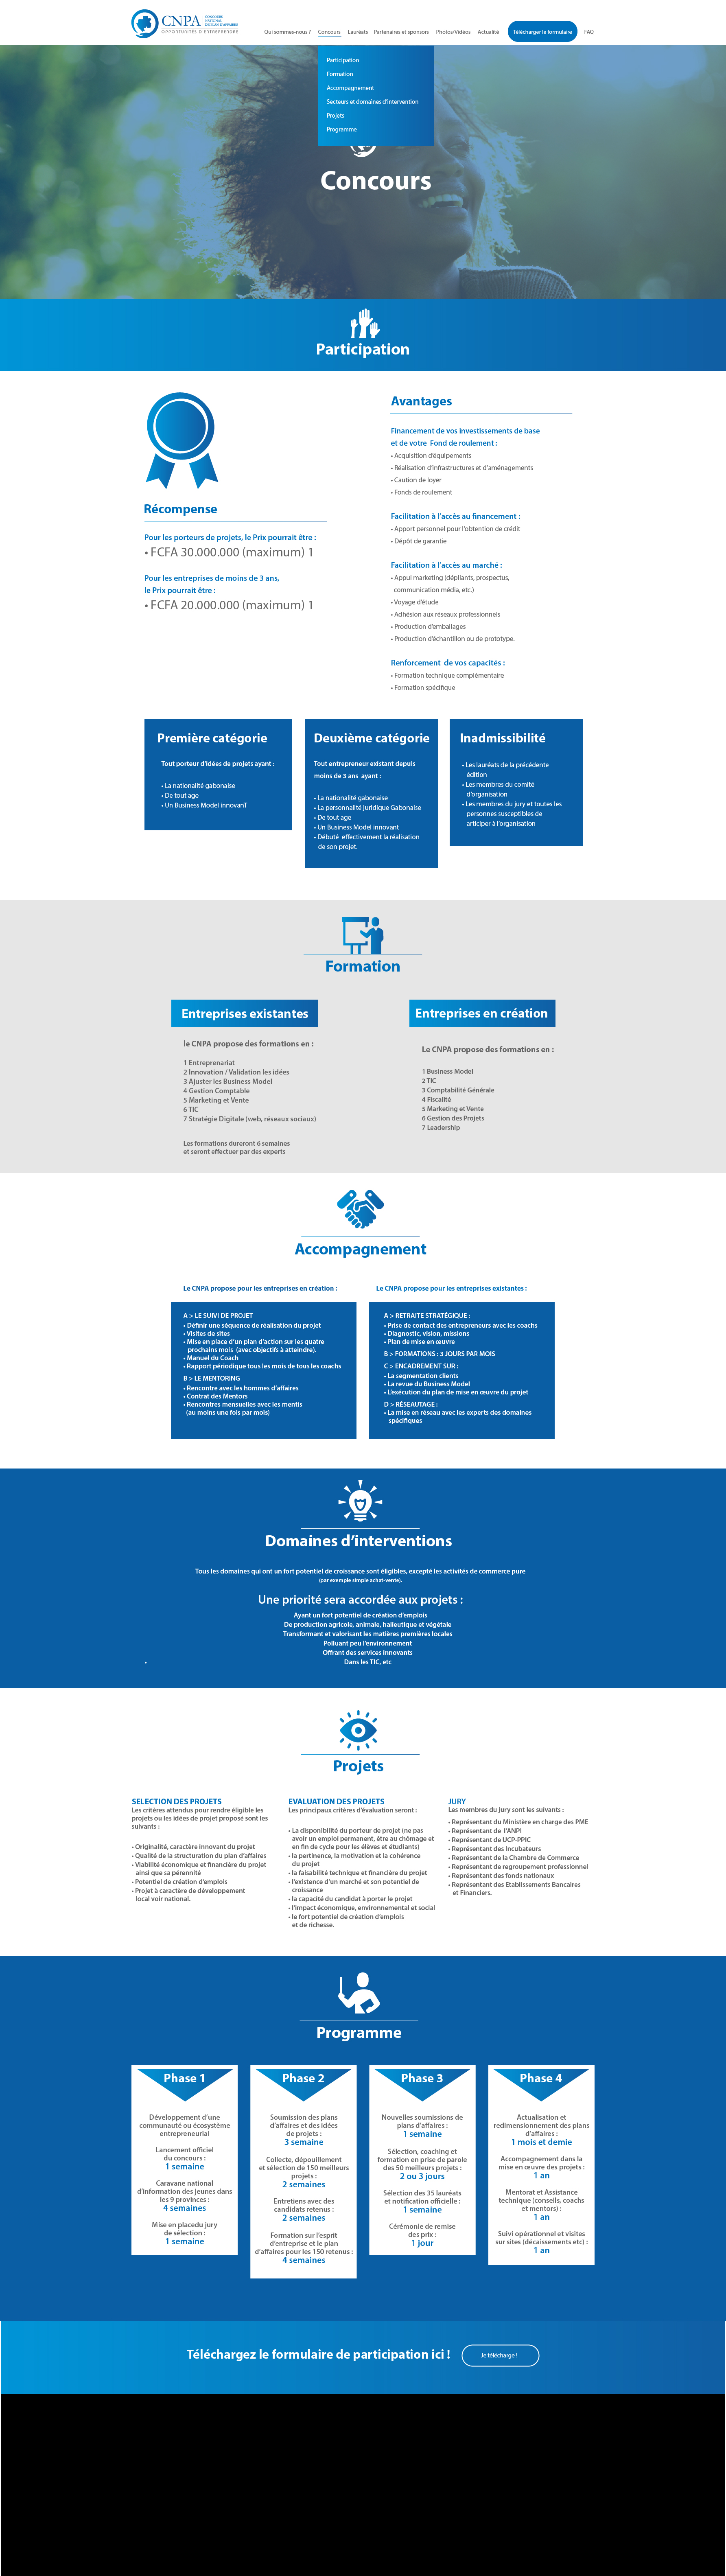 CNPA CONCOURS
NATIONAL
DU PLAN D'AFFAIRES
OPPORTUNITÉS D'ENTREPRENDRE
Qui sommes-nous ? Concours Lauréats Partenaires et sponsors Photos/Vidéos Actualité Télécharger le formulaire FAQ
Participation
Formation
Accompagnement
Secteurs et domaines d'intervention
Projets
Programme
Concours
Participation
Récompense
Pour les porteurs de projets, le Prix pourrait être :
• FCFA 30.000.000 (maximum) 1
Pour les entreprises de moins de 3 ans,
le Prix pourrait être :
• FCFA 20.000.000 (maximum) 1
Avantages
Financement de vos investissements de base
et de votre Fond de roulement :
• Acquisition d'équipements
• Réalisation d'infrastructures et d'aménagements
• Caution de loyer
• Fonds de roulement
Facilitation à l'accès au financement :
• Apport personnel pour l'obtention de crédit
• Dépôt de garantie
Facilitation à l'accès au marché :
• Appui marketing (dépliants, prospectus,
communication média, etc.)
• Voyage d'étude
• Adhésion aux réseaux professionnels
• Production d'emballages
• Production d'échantillon ou de prototype.
Renforcement de vos capacités :
• Formation technique complémentaire
• Formation spécifique
Première catégorie
Tout porteur d'idées de projets ayant :
• La nationalité gabonaise
• De tout age
• Un Business Model innovanT
Deuxième catégorie
Tout entrepreneur existant depuis
moins de 3 ans ayant :
• La nationalité gabonaise
• La personnalité juridique Gabonaise
• De tout age
• Un Business Model innovant
• Débuté effectivement la réalisation
de son projet.
Inadmissibilité
• Les lauréats de la précédente
édition
• Les membres du comité
d'organisation
• Les membres du jury et toutes les
personnes susceptibles de
articiper à l'organisation
Formation
Entreprises existantes
le CNPA propose des formations en :
1 Entreprenariat
2 Innovation / Validation les idées
3 Ajuster les Business Model
4 Gestion Comptable
5 Marketing et Vente
6 TIC
7 Stratégie Digitale (web, réseaux sociaux)
Les formations dureront 6 semaines
et seront effectuer par des experts
Entreprises en création
Le CNPA propose des formations en :
1 Business Model
2 TIC
3 Comptabilité Générale
4 Fiscalité
5 Marketing et Vente
6 Gestion des Projets
7 Leadership
Accompagnement
Le CNPA propose pour les entreprises en création :
A > LE SUIVI DE PROJET
• Définir une séquence de réalisation du projet
• Visites de sites
• Mise en place d'un plan d'action sur les quatre
prochains mois (avec objectifs à atteindre).
• Manuel du Coach
• Rapport périodique tous les mois de tous les coachs
B > LE MENTORING
• Rencontre avec les hommes d'affaires
• Contrat des Mentors
• Rencontres mensuelles avec les mentis
(au moins une fois par mois)
Le CNPA propose pour les entreprises existantes :
A > RETRAITE STRATÉGIQUE :
• Prise de contact des entrepreneurs avec les coachs
• Diagnostic, vision, missions
• Plan de mise en œuvre
B > FORMATIONS : 3 JOURS PAR MOIS
C > ENCADREMENT SUR :
• La segmentation clients
• La revue du Business Model
• L'exécution du plan de mise en œuvre du projet
D > RÉSEAUTAGE :
• La mise en réseau avec les experts des domaines
spécifiques
Domaines d'interventions
Tous les domaines qui ont un fort potentiel de croissance sont éligibles, excepté les activités de commerce pure
(par exemple simple achat-vente).
Une priorité sera accordée aux projets :
Ayant un fort potentiel de création d'emplois
De production agricole, animale, halieutique et végétale
Transformant et valorisant les matières premières locales
Polluant peu l'environnement
Offrant des services innovants
• Dans les TIC, etc
Projets
SELECTION DES PROJETS
Les critères attendus pour rendre éligible les
projets ou les idées de projet proposé sont les
suivants :
• Originalité, caractère innovant du projet
• Qualité de la structuration du plan d'affaires
• Viabilité économique et financière du projet
ainsi que sa pérennité
• Potentiel de création d'emplois
• Projet à caractère de développement
local voir national.
EVALUATION DES PROJETS
Les principaux critères d'évaluation seront :
• La disponibilité du porteur de projet (ne pas
avoir un emploi permanent, être au chômage et
en fin de cycle pour les élèves et étudiants)
• la pertinence, la motivation et la cohérence
du projet
• la faisabilité technique et financière du projet
• l'existence d'un marché et son potentiel de
croissance
• la capacité du candidat à porter le projet
• l'impact économique, environnemental et social
• le fort potentiel de création d'emplois
et de richesse.
JURY
Les membres du jury sont les suivants :
• Représentant du Ministère en charge des PME
• Représentant de l'ANPI
• Représentant de UCP-PPIC
• Représentant des Incubateurs
• Représentant de la Chambre de Commerce
• Représentant de regroupement professionnel
• Représentant des fonds nationaux
• Représentant des Etablissements Bancaires
et Financiers.
Programme
Phase 1
Développement d'une
communauté ou écosystème
entrepreneurial
Lancement officiel
du concours :
1 semaine
Caravane national
d'information des jeunes dans
les 9 provinces :
4 semaines
Mise en placedu jury
de sélection :
1 semaine
Phase 2
Soumission des plans
d'affaires et des idées
de projets :
3 semaine
Collecte, dépouillement
et sélection de 150 meilleurs
projets :
2 semaines
Entretiens avec des
candidats retenus :
2 semaines
Formation sur l'esprit
d'entreprise et le plan
d'affaires pour les 150 retenus :
4 semaines
Phase 3
Nouvelles soumissions de
plans d'affaires :
1 semaine
Sélection, coaching et
formation en prise de parole
des 50 meilleurs projets :
2 ou 3 jours
Sélection des 35 lauréats
et notification officielle :
1 semaine
Cérémonie de remise
des prix :
1 jour
Phase 4
Actualisation et
redimensionnement des plans
d'affaires :
1 mois et demie
Accompagnement dans la
mise en œuvre des projets :
1 an
Mentorat et Assistance
technique (conseils, coachs
et mentors) :
1 an
Suivi opérationnel et visites
sur sites (décaissements etc) :
1 an
Téléchargez le formulaire de participation ici ! Je télécharge !